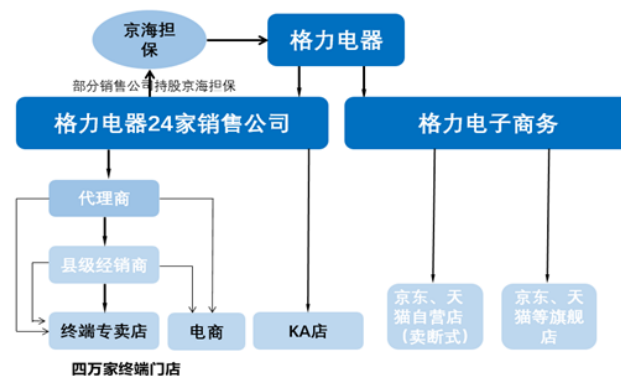 京海担
保
格力电器
部分销售公司持股京海担保
格力电器24家销售公司
格力电子商务
代理商
县级经销商
终端专卖店
电商
KA店
京东、天
猫自营店
（卖断式）
京东、天
猫等旗舰
店
四万家终端门店